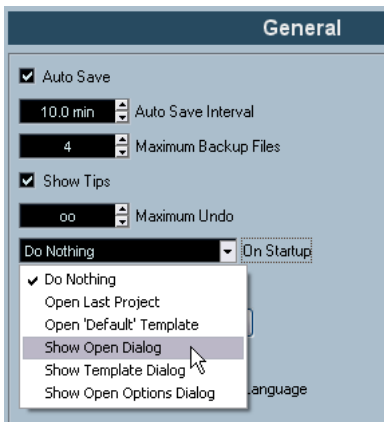 General
Auto Save
10.0 min Auto Save Interval
4 Maximum Backup Files
Show Tips
oo Maximum Undo
Do Nothing On Startup
Do Nothing
Open Last Project
Open 'Default' Template
Show Open Dialog
Show Template Dialog
Show Open Options Dialog